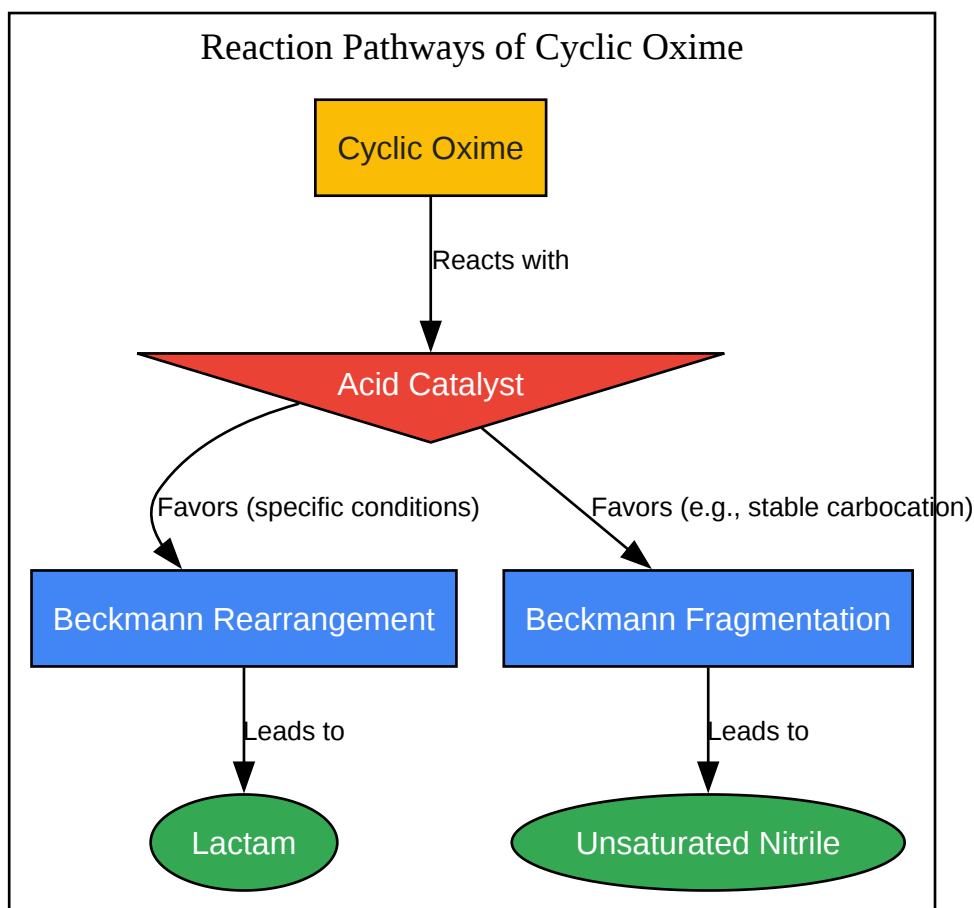 Reaction Pathways of Cyclic Oxime
Cyclic Oxime
Reacts with
Acid Catalyst
Favors (specific conditions)
Favors (e.g., stable carbocation)
Beckmann Rearrangement
Beckmann Fragmentation
Leads to
Leads to
Lactam
Unsaturated Nitrile